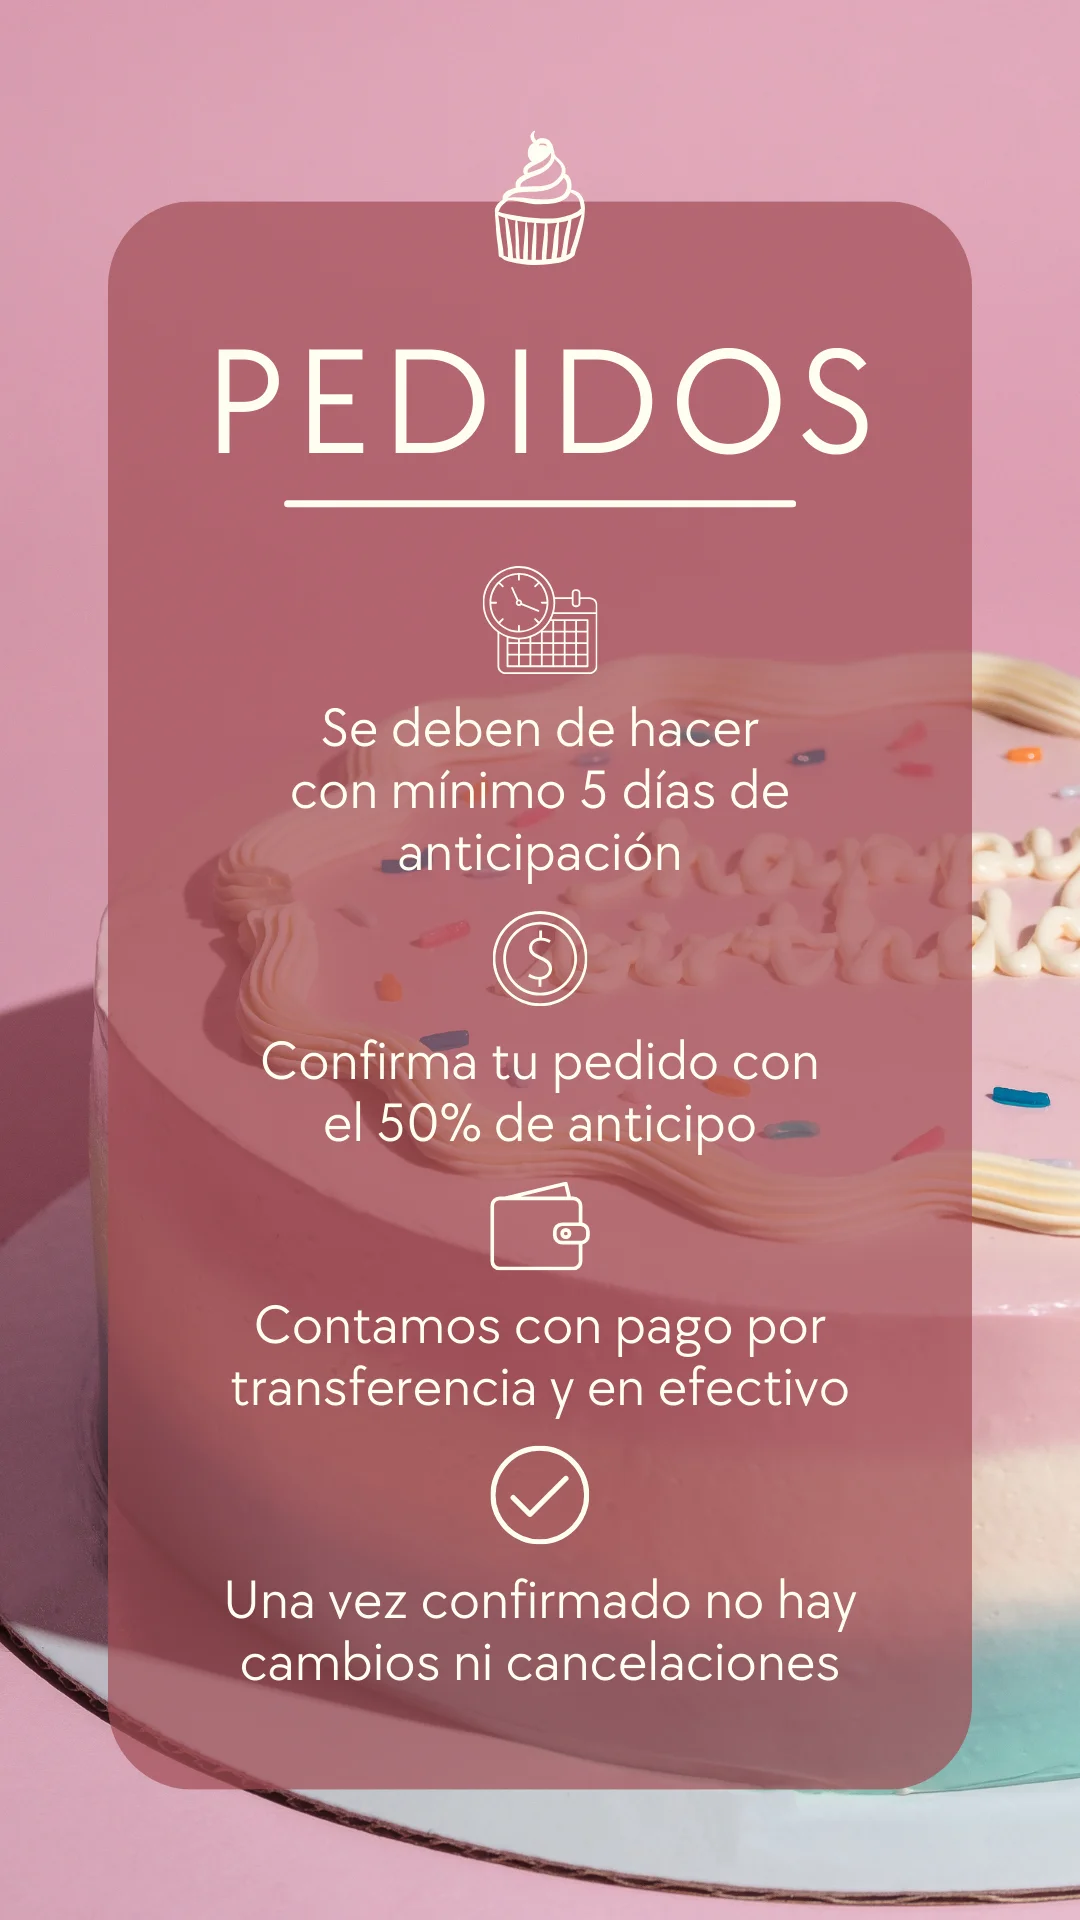 PEDIDOS
Se deben de hacer
con mínimo 5 días de
anticipación
$
Confirma tu pedido con
el 50% de anticipo
Contamos con pago por
transferencia y en efectivo
Una vez confirmado no hay
cambios ni cancelaciones